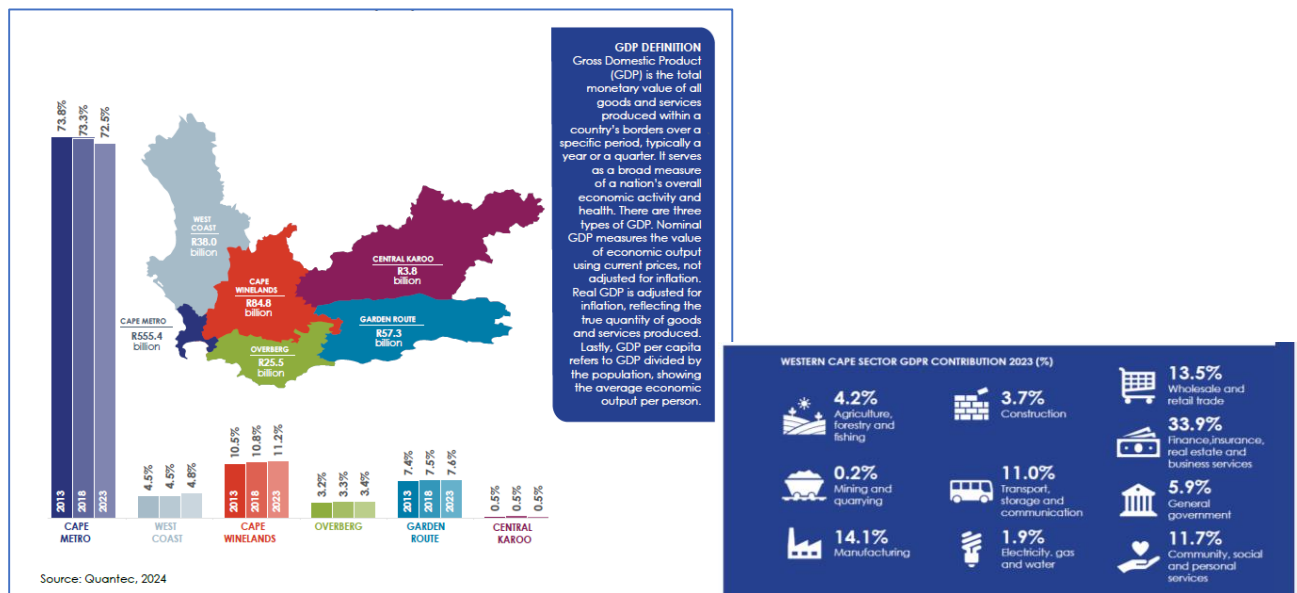 GDP DEFINITION
Gross Domestic Product
(GDP) is the total
monetary value of all
goods and services
produced within a
country's borders over a
specific period, typically a
year or a quarter. It serves
as a broad measure
of a nation's overall
economic activity and
health. There are three
types of GDP. Nominal
GDP measures the value
of economic output
using current prices, not
adjusted for inflation.
Real GDP is adjusted for
inflation, reflecting the
true quantity of goods
and services produced.
Lastly, GDP per capita
refers to GDP divided by
the population, showing
the average economic
output per person.
73.8%
73.3%
72.5%
2013
2018
2023
CAPE
METRO
WEST
COAST
R38.0
billion
CAPE
WINELANDS
R84.8
billion
CENTRAL KAROO
R3.8
billion
CAPE METRO
R555.4
billion
GARDEN ROUTE
R57.3
billion
OVERBERG
R25.5
billion
4.5%
4.5%
4.8%
WEST
COAST
10.5%
10.8%
11.2%
2013
2018
2023
CAPE
WINELANDS
3.2%
3.3%
3.4%
OVERBERG
7.4%
7.5%
7.6%
2013
2018
2023
GARDEN
ROUTE
0.5%
0.5%
0.5%
CENTRAL
KAROO
Source: Quantec, 2024
WESTERN CAPE SECTOR GDPR CONTRIBUTION 2023 (%)
4.2%
Agriculture,
forestry and
fishing
0.2%
Mining and
quarrying
14.1%
Manufacturing
3.7%
Construction
11.0%
Transport,
storage and
communication
1.9%
Electricity. gas
and water
13.5%
Wholesale and
retail trade
33.9%
Finance,insurance,
real estate and
business services
5.9%
General
government
11.7%
Community, social
and personal
services